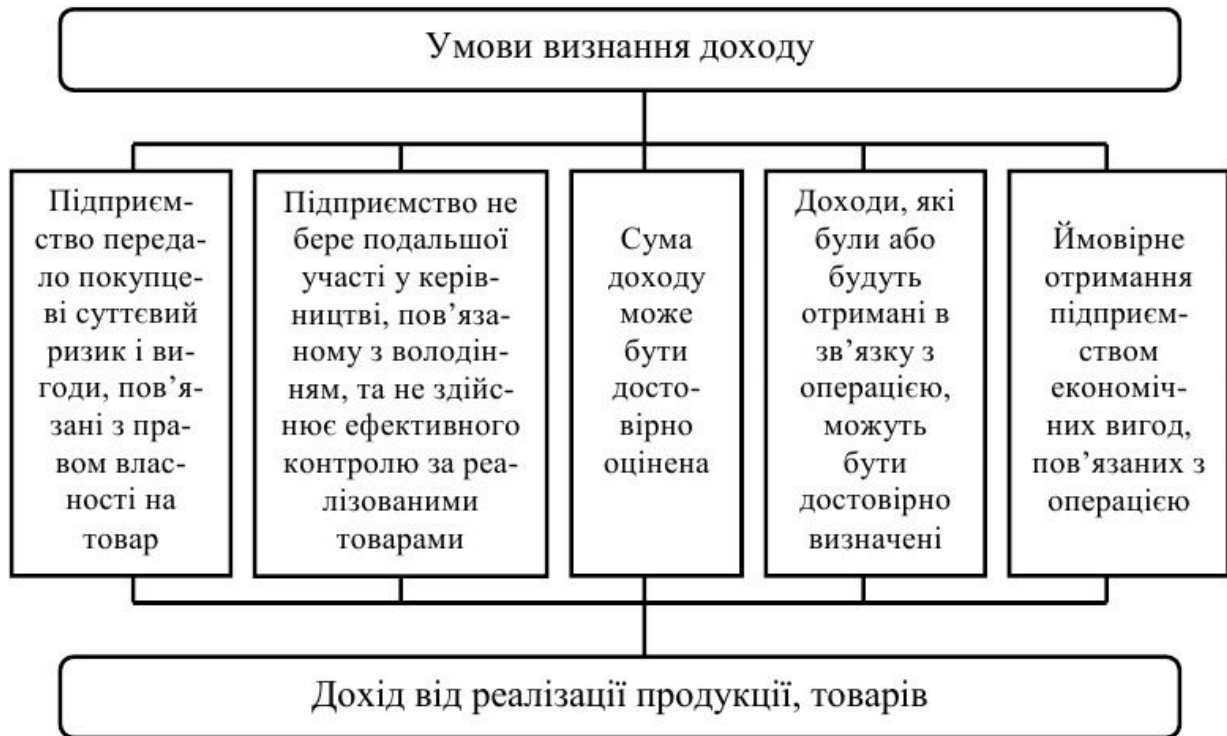 Умови визнання доходу
Підприєм-
ство переда-
ло покупце-
ві суттєвий
ризик і ви-
годи, пов’я-
зані з пра-
вом влас-
ності на
товар
Підприємство не
бере подальшої
участі у керів-
ництві, пов’яза-
ному з володін-
ням, та не здійс-
нює ефективного
контролю за реа-
лізованими
товарами
Сума
доходу
може
бути
досто-
вірно
оцінена
Доходи, які
були або
будуть
отримані в
зв’язку з
операцією,
можуть
бути
достовірно
визначені
Ймовірне
отримання
підприєм-
ством
економіч-
них вигод,
пов’язаних з
операцією
Дохід від реалізації продукції, товарів